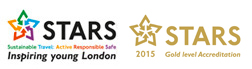 STARS
Sustainable Travel: Active Responsible Safe
Inspiring young London
STARS
2015 Gold level Accreditation